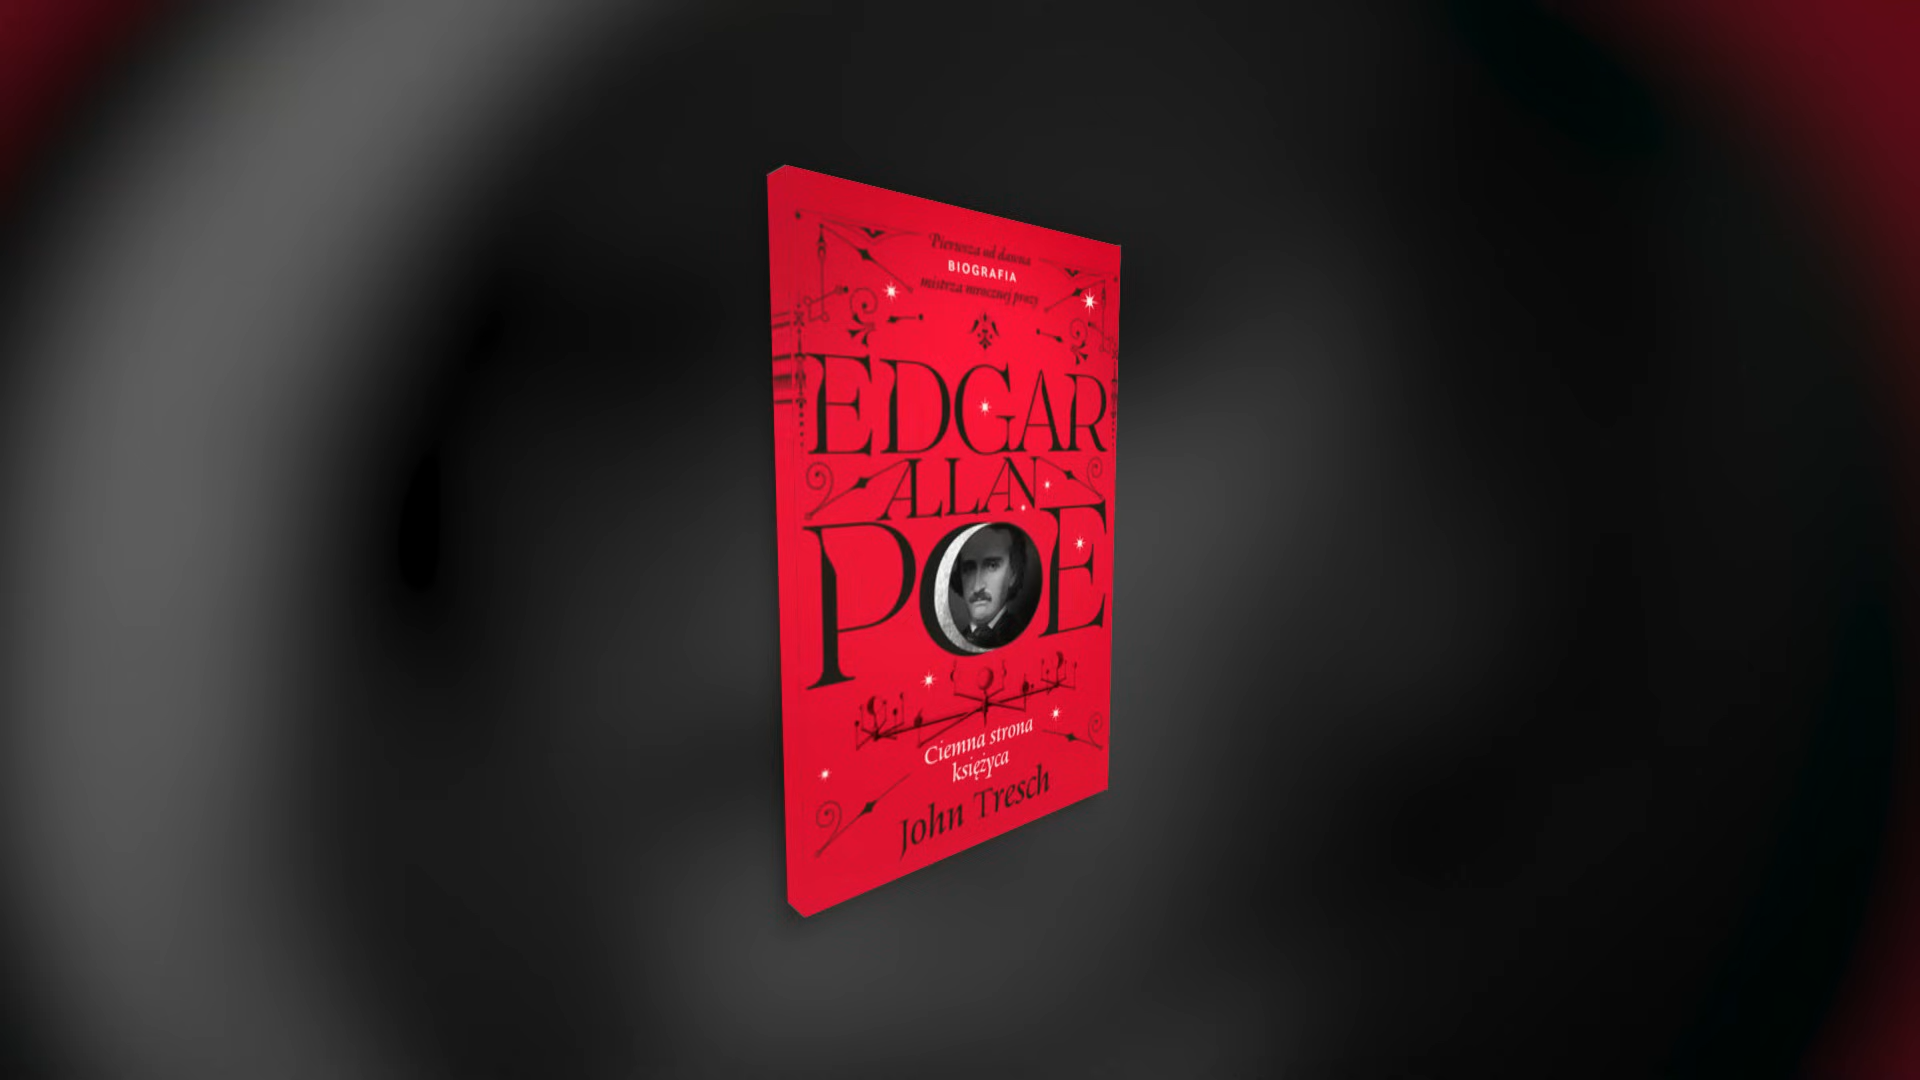 Pierwsza od dawna
BIOGRAFIA
mistrza mrocznej prozy
EDGAR
ALLAN
POE
Ciemna strona
księżyca
John Tresch